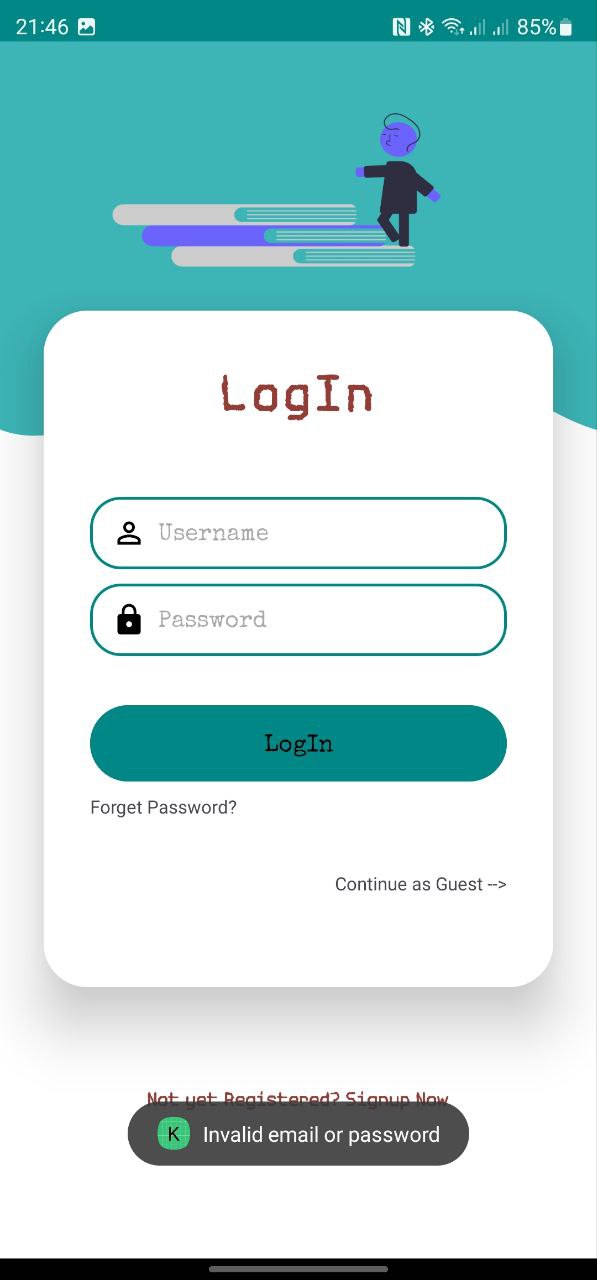 21:46 85%
LogIn
Username
Password
LogIn
Forget Password?
Continue as Guest -->
Not yet Registered? Signup Now
K Invalid email or password